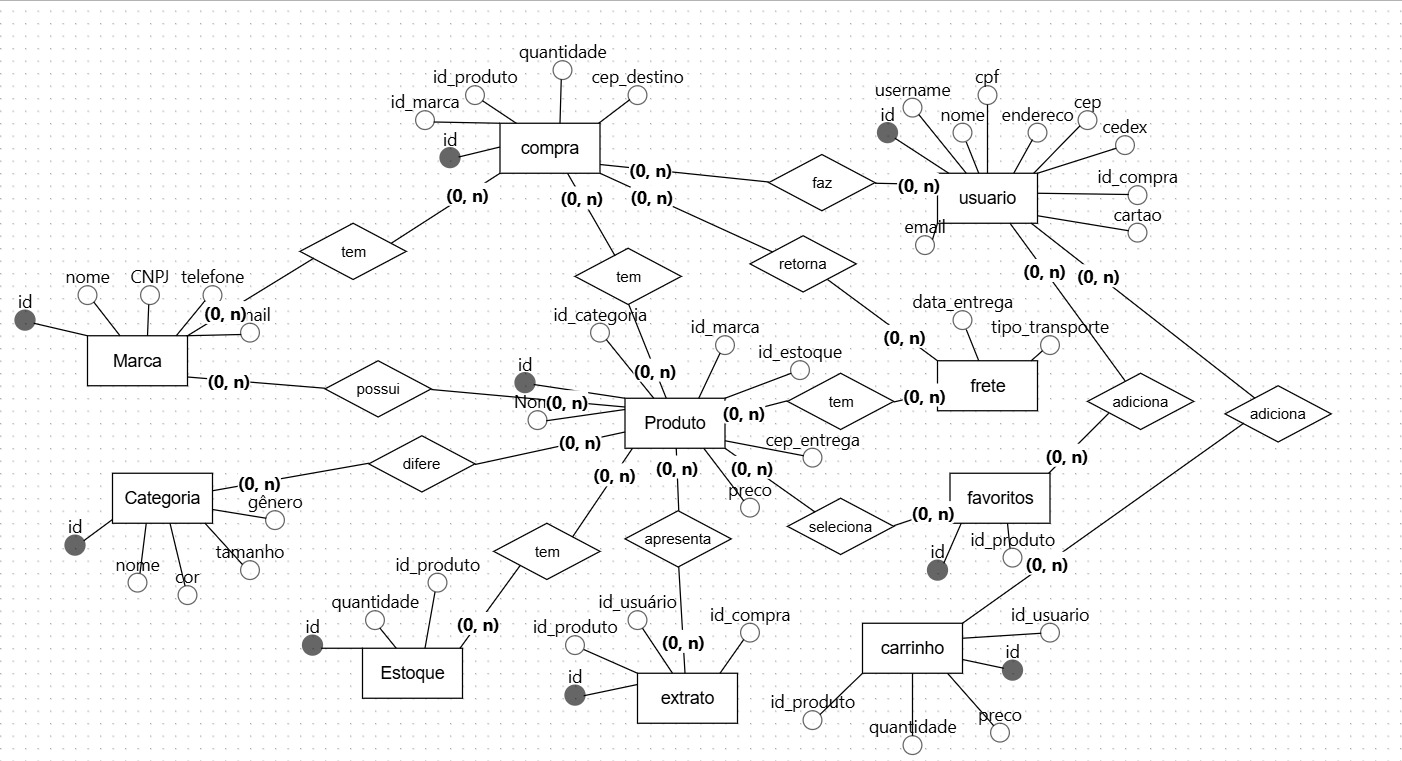 quantidade
id_produto
cep_destino
id_marca
id
compra
(0, n)
(0, n)
(0, n)
(0, n)
faz
(0, n)
cpf
username
cep
id
nome
endereco
cedex
id_compra
usuario
cartao
email
(0, n)
(0, n)
tem
tem
retorna
nome
CNPJ
telefone
id
(0, n)
Marca
(0, n)
possui
id_categoria
id_marca
id_estoque
id
(0, n)
(0, n)
Produto
(0, n)
tem
(0, n)
data_entrega
tipo_transporte
(0, n)
frete
adiciona
adiciona
cep_entrega
(0, n)
difere
(0, n)
Categoria
gênero
id
tamanho
nome
cor
(0, n)
(0, n)
(0, n)
preco
seleciona
(0, n)
(0, n)
favoritos
id_produto
id
(0, n)
tem
apresenta
id_produto
quantidade
id
(0, n)
Estoque
id_usuário
id_compra
id_produto
(0, n)
id
extrato
carrinho
id_usuario
id
id_produto
quantidade
preco